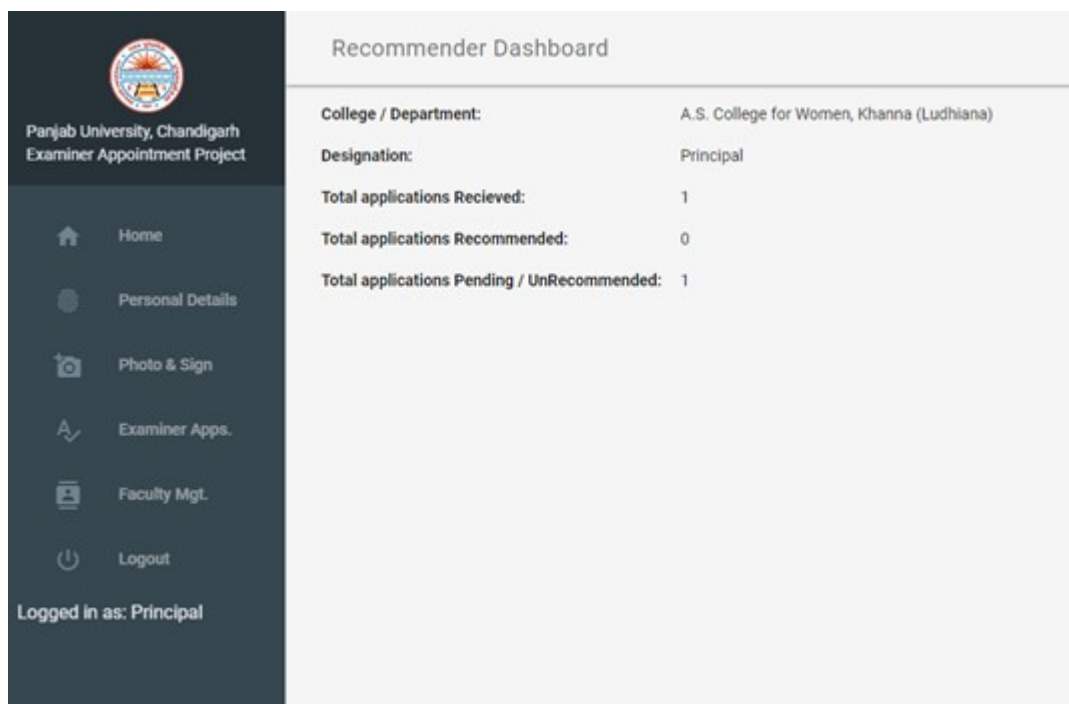 Panjab University, Chandigarh
Examiner Appointment Project
Home
Personal Details
Photo & Sign
Examiner Apps.
Faculty Mgt.
Logout
Logged in as: Principal
Recommender Dashboard
College / Department: A.S. College for Women, Khanna (Ludhiana)
Designation: Principal
Total applications Recieved: 1
Total applications Recommended: 0
Total applications Pending / UnRecommended: 1